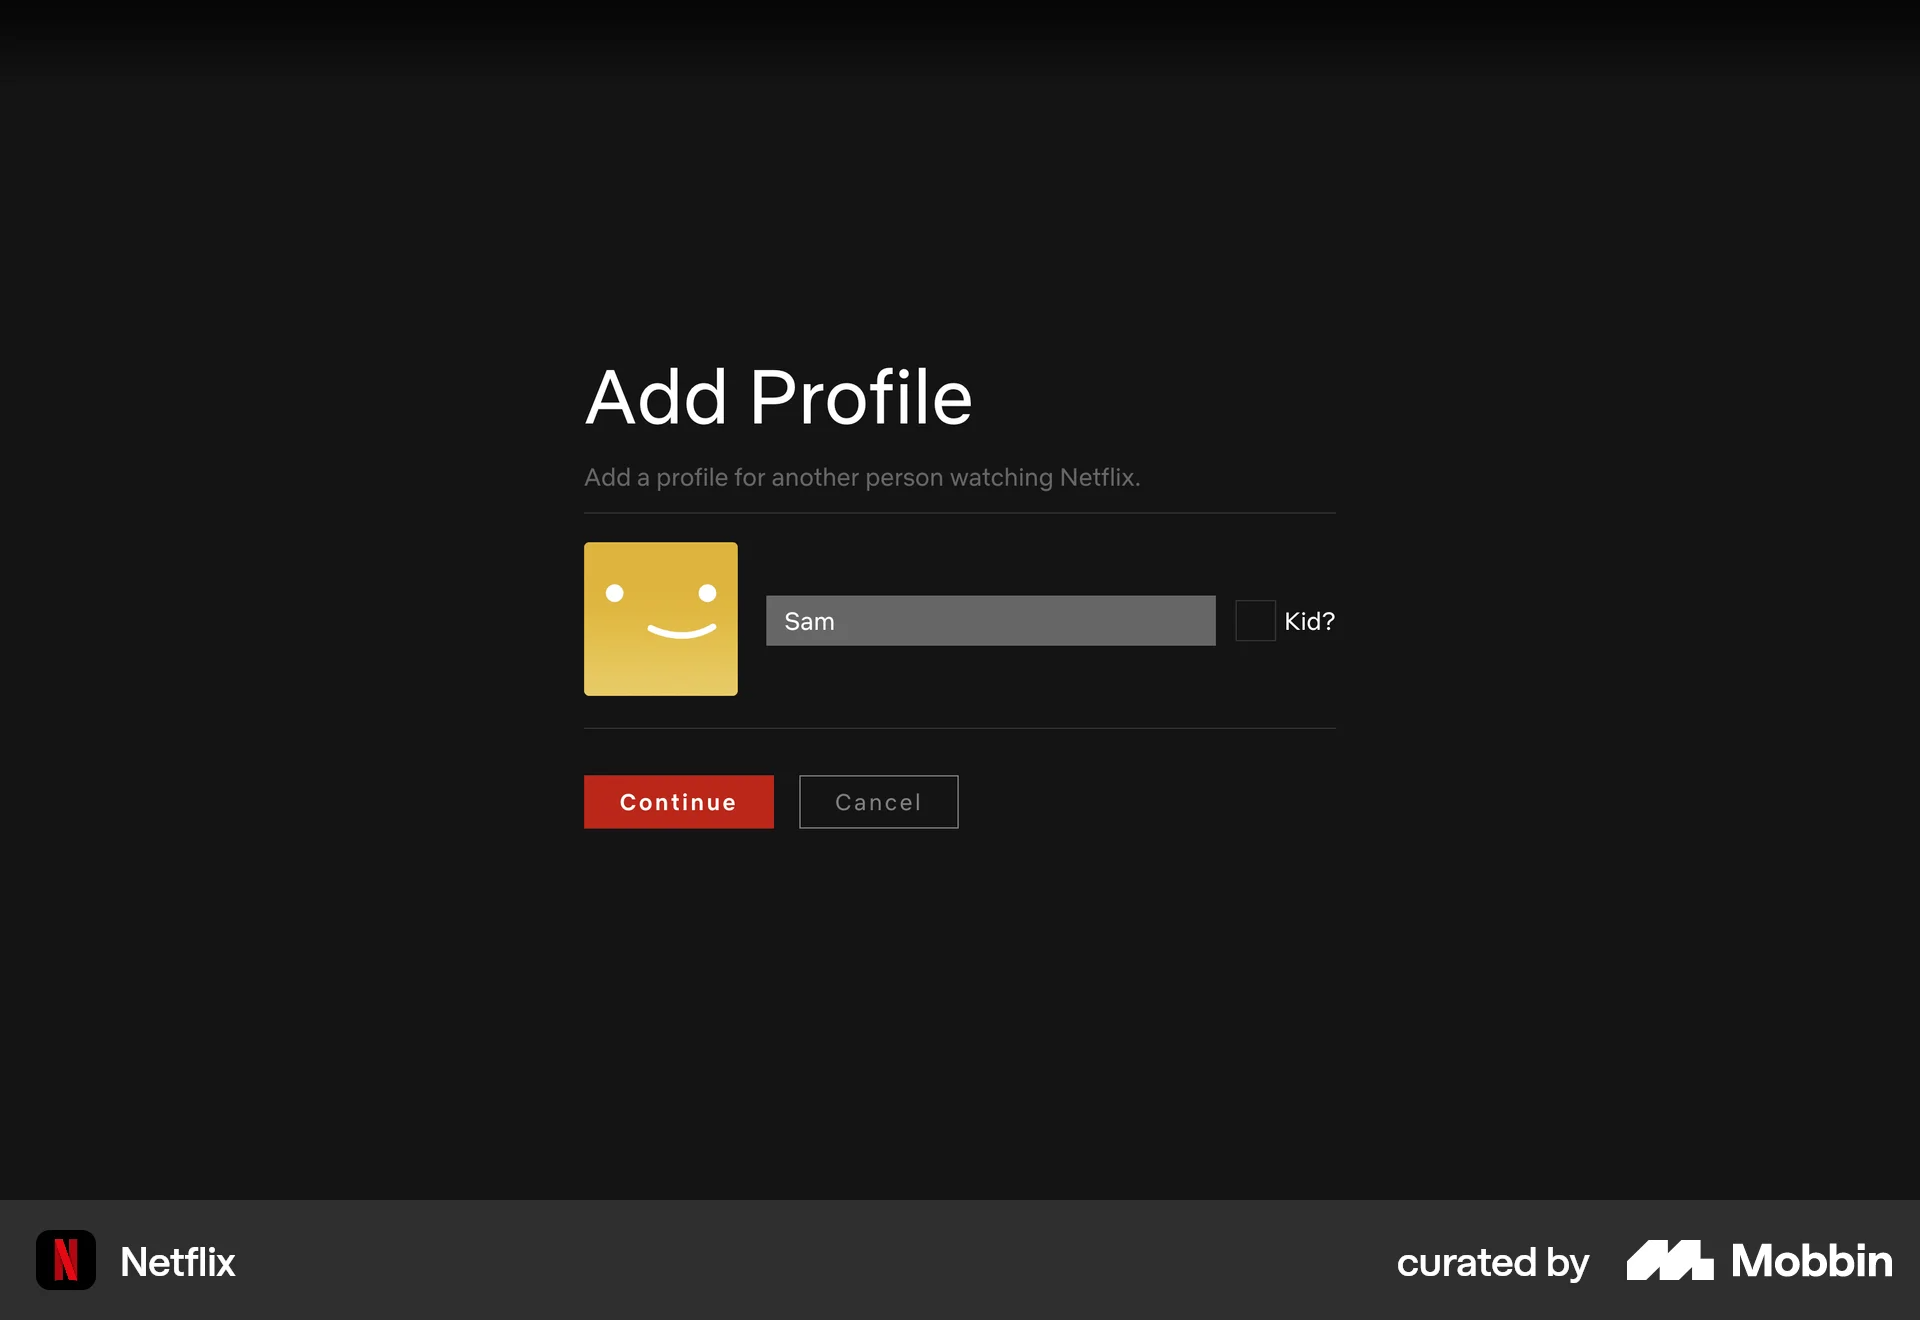 Add Profile
Add a profile for another person watching Netflix.
Sam
Kid?
Continue
Cancel
Netflix
curated by Mobbin